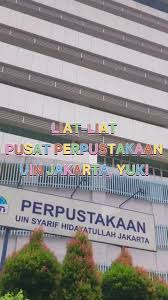 LIAT-LIAT
PUSAT PERPUSTAKAAN
UIN JAKARTA, YUK!
PERPUSTAKAAN
UIN SYARIF HIDAYATULLAH JAKARTA